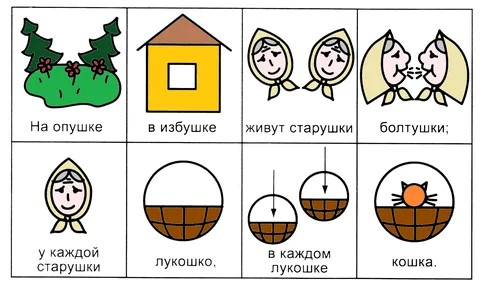 На опушке
в избушке
живут старушки
болтушки;
у каждой
старушки
лукошко,
в каждом
лукошке
кошка.